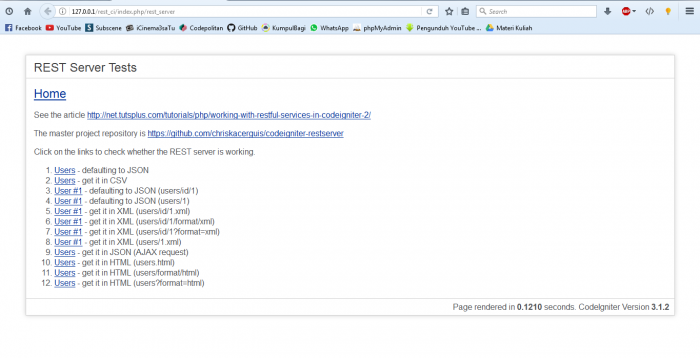 127.0.0.1/rest_ci/index.php/rest_server
Search
ABP
Facebook YouTube Subscene iCinema3saTu Codepolitan GitHub KumpulBagi WhatsApp phpMyAdmin Pengunduh YouTube ... Materi Kuliah
REST Server Tests
Home
See the article http://net.tutsplus.com/tutorials/php/working-with-restful-services-in-codeigniter-2/
The master project repository is https://github.com/chriskacerguis/codeigniter-restserver
Click on the links to check whether the REST server is working.
1. Users - defaulting to JSON
2. Users - get it in CSV
3. User #1 - defaulting to JSON (users/id/1)
4. User #1 - defaulting to JSON (users/1)
5. User #1 - get it in XML (users/id/1.xml)
6. User #1 - get it in XML (users/id/1/format/xml)
7. User #1 - get it in XML (users/id/1?format=xml)
8. User #1 - get it in XML (users/1.xml)
9. Users - get it in JSON (AJAX request)
10. Users - get it in HTML (users.html)
11. Users - get it in HTML (users/format/html)
12. Users - get it in HTML (users?format=html)
Page rendered in 0.1210 seconds. CodeIgniter Version 3.1.2